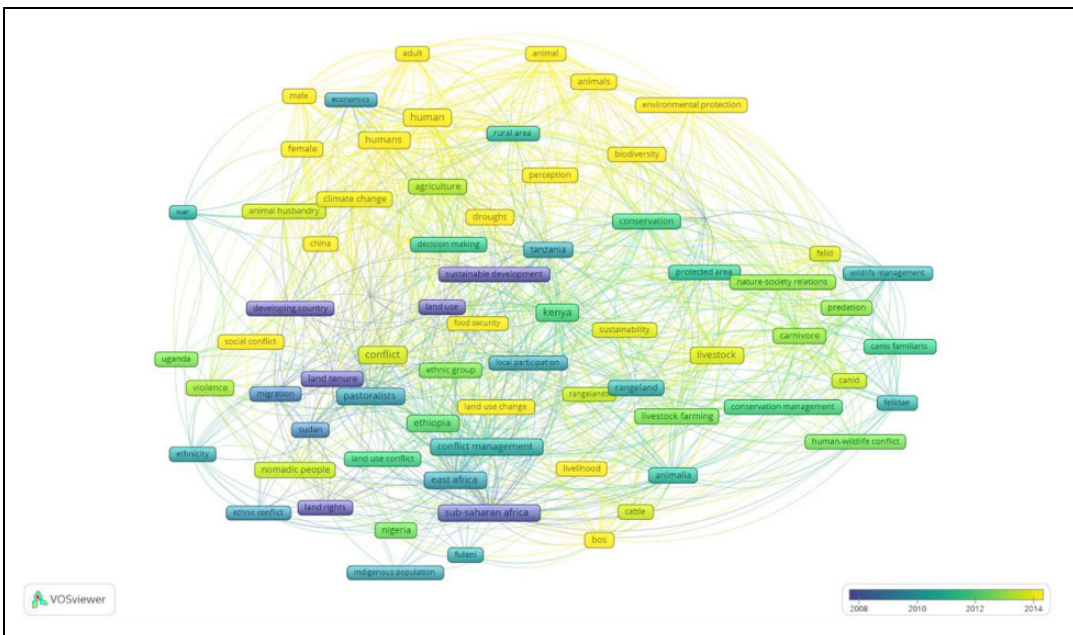 adult
animal
animals
male
economics
environmental protection
human
rural area
humans
female
biodiversity
perception
agriculture
climate change
war
animal husbandry
drought
conservation
china
decision making
tanzania
felid
sustainable development
protected area
wildlife management
nature-society relations
developing country
land use
kenya
predation
food security
sustainability
carnivore
social conflict
canis familiaris
uganda
conflict
livestock
local participation
ethnic group
land tenure
canid
violence
migration
pastoralists
rangeland
rangelands
felidae
land use change
conservation management
livestock farming
ethiopia
sudan
human-wildlife conflict
conflict management
ethnicity
land use conflict
nomadic people
livelihood
animalia
east africa
land rights
ethnic conflict
sub-saharan africa
cattle
nigeria
bos
fulani
indigenous population
VOSviewer
2008 2010 2012 2014